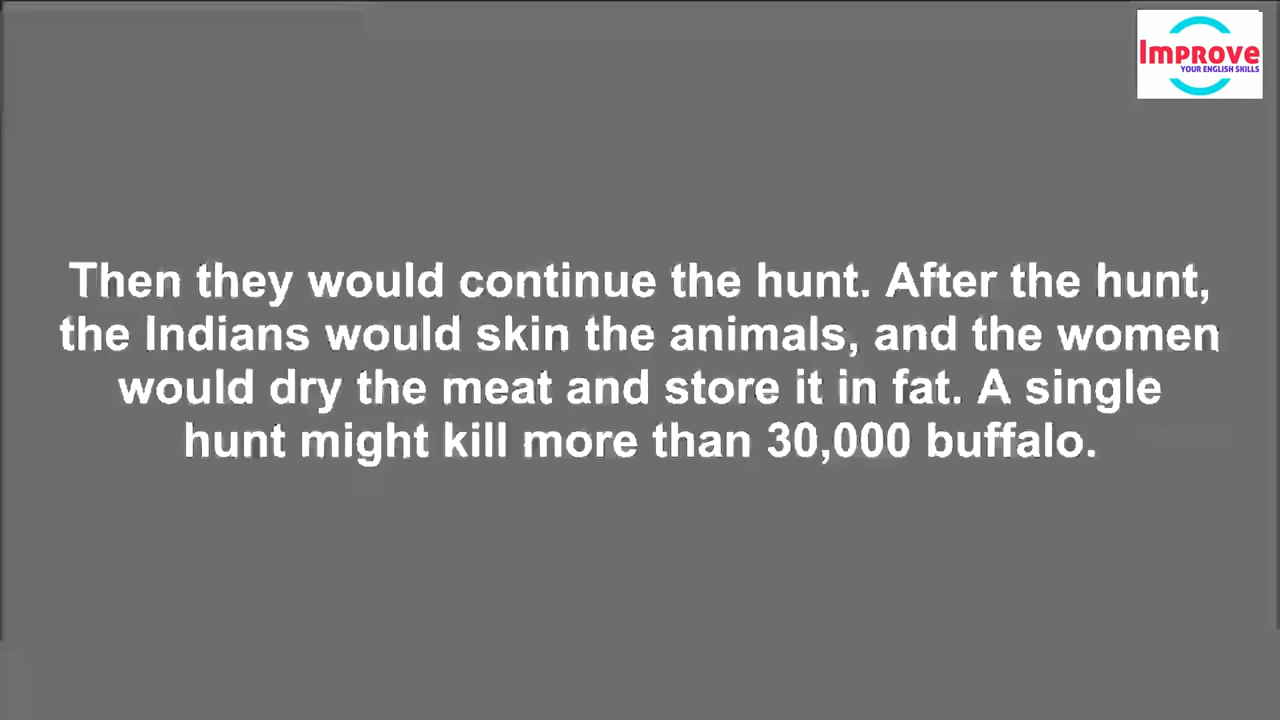 Improve
YOUR ENGLISH SKILLS
Then they would continue the hunt. After the hunt,
the Indians would skin the animals, and the women
would dry the meat and store it in fat. A single
hunt might kill more than 30,000 buffalo.